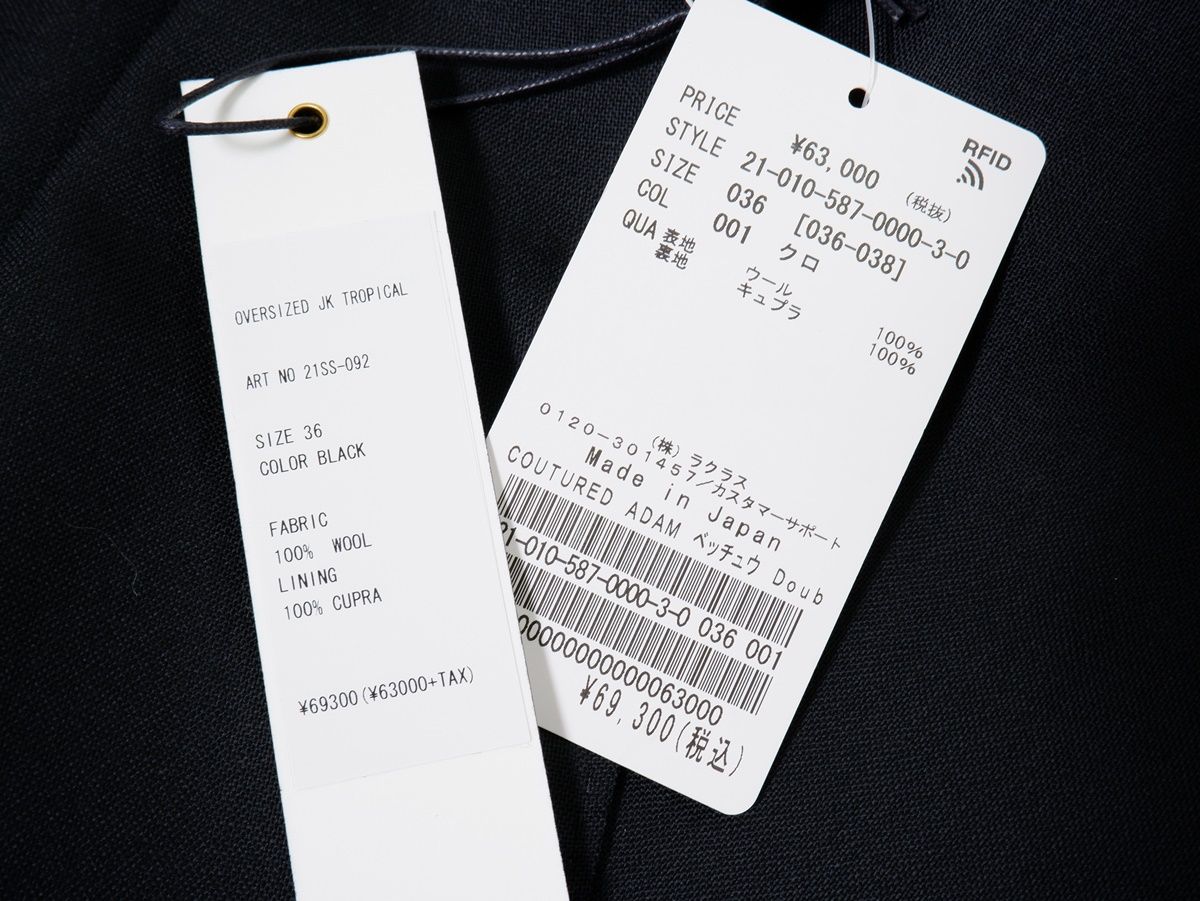 OVERSIZED JK TROPICAL
ART NO 21SS-092
SIZE 36
COLOR BLACK
FABRIC
100% WOOL
LINING
100% CUPRA
¥69300(¥63000+TAX)
RFID
PRICE ¥63,000 (税抜)
STYLE 21-010-587-0000-3-0
SIZE 036 [036-038]
COL 001 クロ
QUA 表地 ウール 100%
裏地 キュプラ 100%
(株) ラクラス
0120-301457/カスタマーサポート
Made in Japan
COUTURED ADAM ベッチュウ Doub
21-010-587-0000-3-0 036 001
0000000000063000
¥69,300(税込)